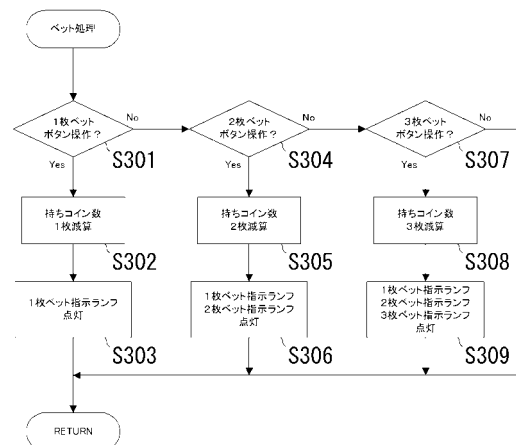 ベット処理
1枚ベット
ボタン操作？
No
Yes
S301
2枚ベット
ボタン操作？
No
Yes
S304
3枚ベット
ボタン操作？
No
Yes
S307
持ちコイン数
1枚減算
S302
持ちコイン数
2枚減算
S305
持ちコイン数
3枚減算
S308
1枚ベット指示ランプ
点灯
S303
1枚ベット指示ランプ
2枚ベット指示ランプ
点灯
S306
1枚ベット指示ランプ
2枚ベット指示ランプ
3枚ベット指示ランプ
点灯
S309
RETURN